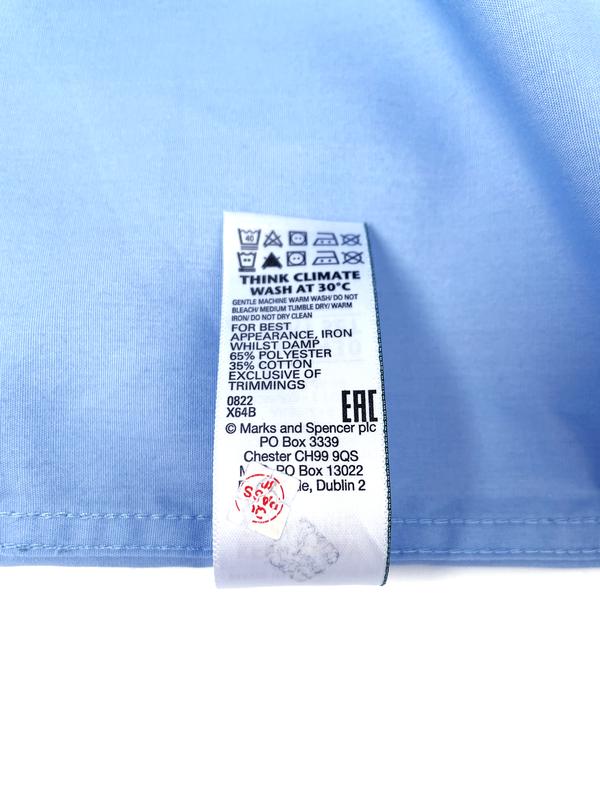 40
THINK CLIMATE
WASH AT 30°C
GENTLE MACHINE WARM WASH/ DO NOT
BLEACH/ MEDIUM TUMBLE DRY/ WARM
IRON/ DO NOT DRY CLEAN
FOR BEST
APPEARANCE, IRON
WHILST DAMP
65% POLYESTER
35% COTTON
EXCLUSIVE OF
TRIMMINGS
0822
X64B
EAC
© Marks and Spencer plc
PO Box 3339
Chester CH99 9QS
PO Box 13022
Dublin 2